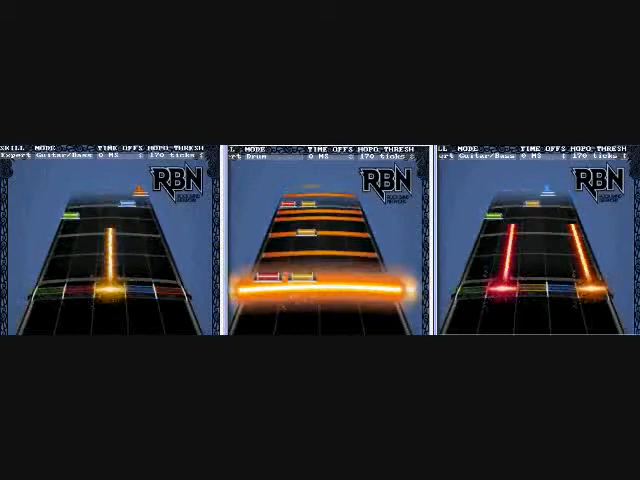 SKILL MODE TIME OFFS HOPO THRESH
Expert Guitar/Bass 0 MS : 170 ticks
RBN
LL MODE TIME OFFS HOPO THRESH
ert Drum 0 MS : 170 ticks
RBN
LL MODE TIME OFFS HOPO THRESH
ert Guitar/Bass 0 MS : 170 ticks
RBN